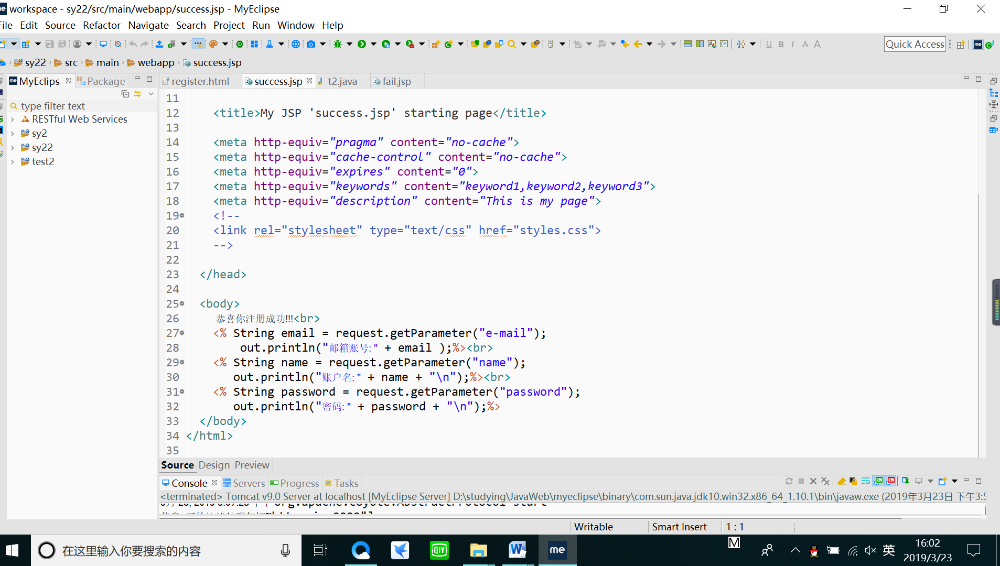 workspace - sy22/src/main/webapp/success.jsp - MyEclipse
File Edit Source Refactor Navigate Search Project Run Window Help
Quick Access
sy22 src main webapp success.jsp
MyEclips Package
register.html success.jsp t2.java fail.jsp
type filter text
RESTful Web Services
sy2
sy22
test2
11
12 <title>My JSP 'success.jsp' starting page</title>
13
14 <meta http-equiv="pragma" content="no-cache">
15 <meta http-equiv="cache-control" content="no-cache">
16 <meta http-equiv="expires" content="0">
17 <meta http-equiv="keywords" content="keyword1,keyword2,keyword3">
18 <meta http-equiv="description" content="This is my page">
19 <!--
20 <link rel="stylesheet" type="text/css" href="styles.css">
21 -->
22
23 </head>
24
25 <body>
26 恭喜你注册成功!!!<br>
27 <% String email = request.getParameter("e-mail");
28 out.println("邮箱账号:" + email );%><br>
29 <% String name = request.getParameter("name");
30 out.println("账户名:" + name + "\n");%><br>
31 <% String password = request.getParameter("password");
32 out.println("密码:" + password + "\n");%>
33 </body>
34 </html>
35
Source Design Preview
Console Servers Progress Tasks
<terminated> Tomcat v9.0 Server at localhost [MyEclipse Server] D:\studying\JavaWeb\myeclipse\binary\com.sun.java.jdk10.win32.x86_64_1.10.1\bin\javaw.exe (2019年3月23日 下午3:5
org.apache.coyote.AbstractProtocol start
Writable Smart Insert 1 : 1
在这里输入你要搜索的内容
iQIYI
W
me
M
英
16:02
2019/3/23